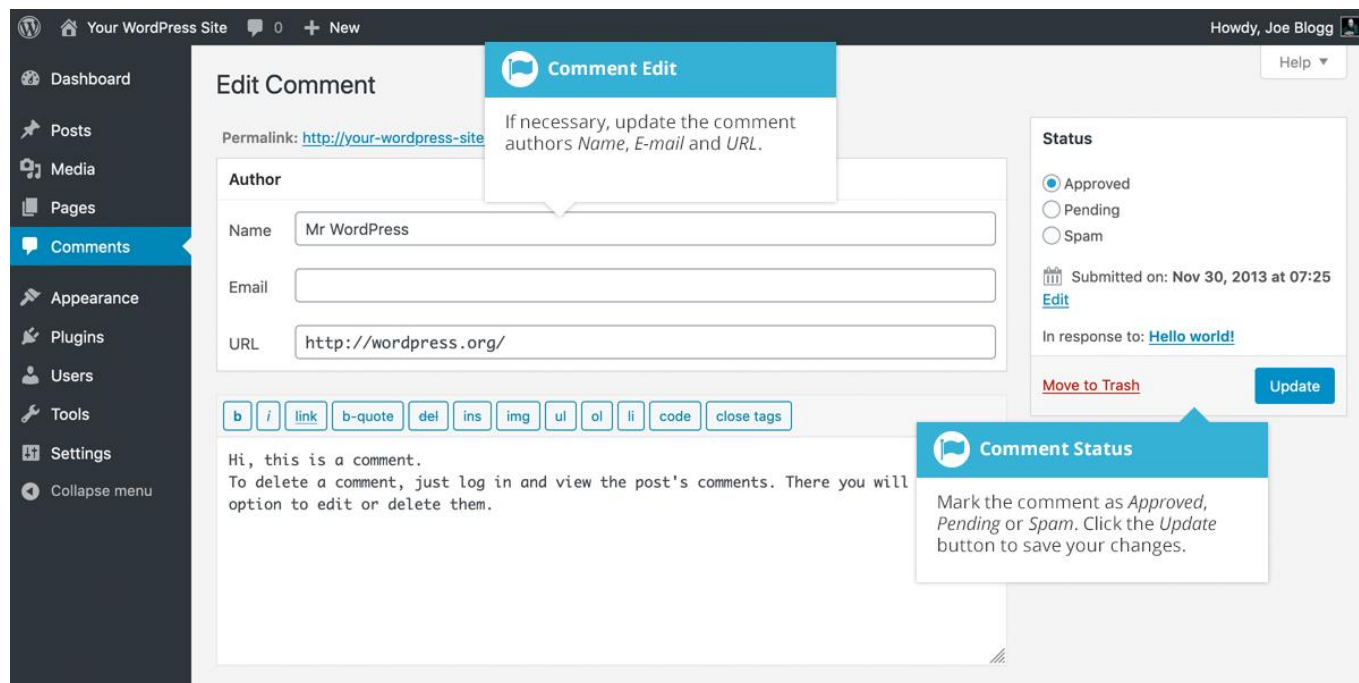 Your WordPress Site 0 + New Howdy, Joe Blogg
Help ▼
Dashboard
Posts
Media
Pages
Comments
Appearance
Plugins
Users
Tools
Settings
Collapse menu
Edit Comment
Comment Edit
If necessary, update the comment
authors Name, E-mail and URL.
Permalink: http://your-wordpress-site
Author
Name Mr WordPress
Email
URL http://wordpress.org/
b i link b-quote del ins img ul ol li code close tags
Hi, this is a comment.
To delete a comment, just log in and view the post's comments. There you will
option to edit or delete them.
Status
Approved
Pending
Spam
Submitted on: Nov 30, 2013 at 07:25
Edit
In response to: Hello world!
Move to Trash Update
Comment Status
Mark the comment as Approved,
Pending or Spam. Click the Update
button to save your changes.